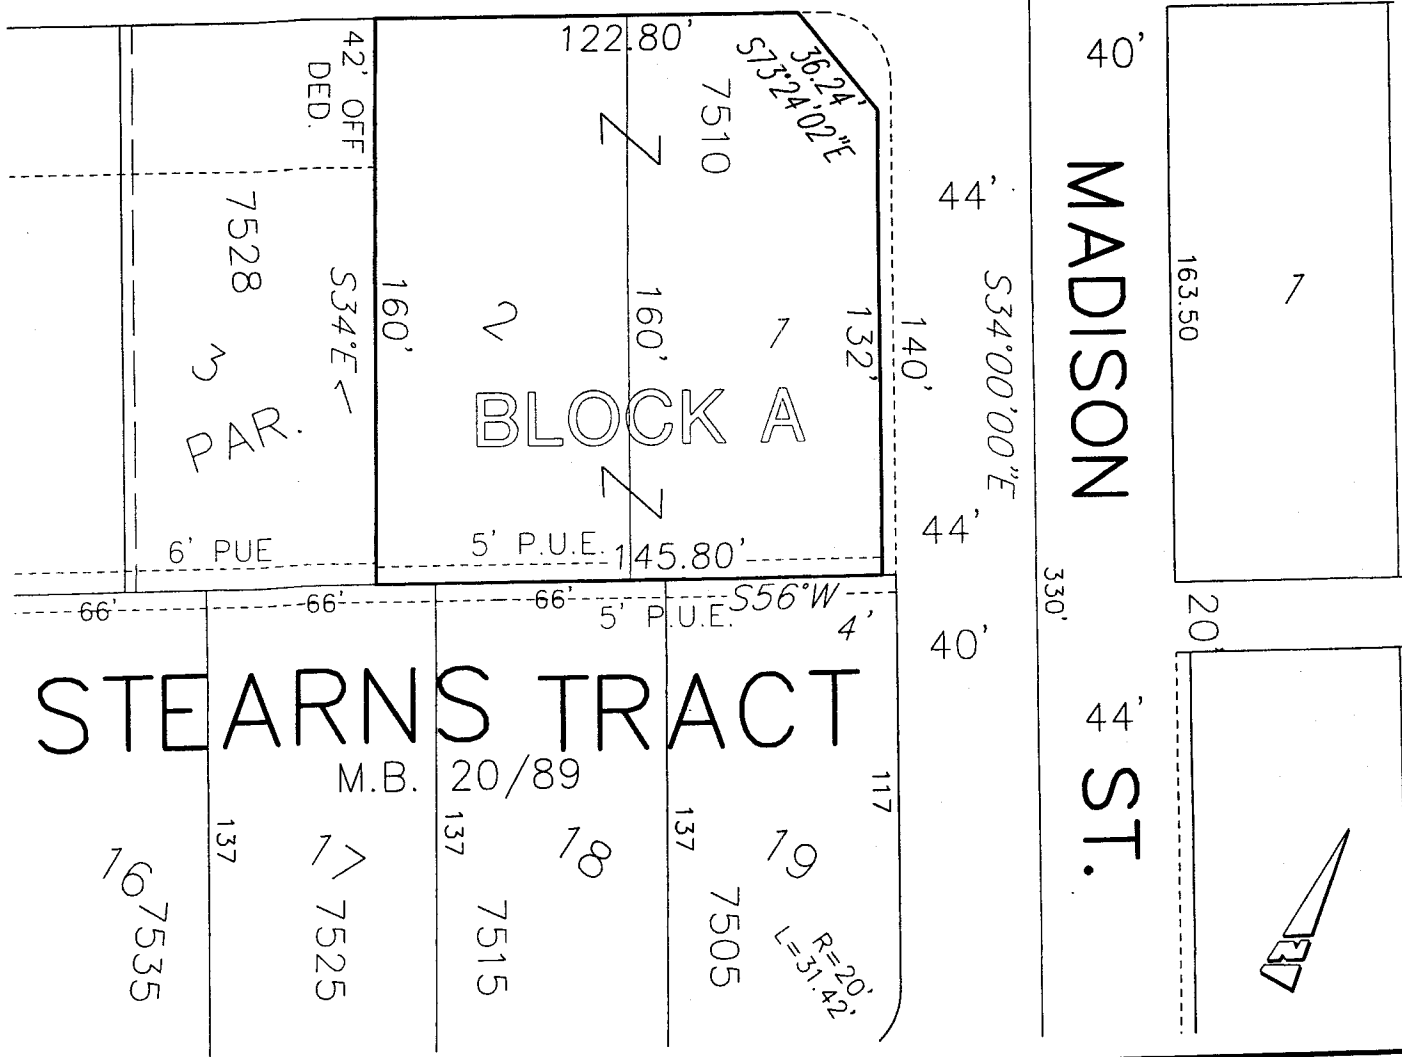 122.80'
36.24'
S73°24'02"E
40'
42' OFF
DED.
7510
MADISON
44'
7528
S34°E
160'
2
160'
1
132'
140'
S34°00'00"E
163.50
1
3
PAR.
BLOCK A
6' PUE
5' P.U.E.
145.80'
44'
330'
66'
66'
66'
5' P.U.E.
S56°W
4'
40'
20'
STEARNS TRACT
44'
M.B. 20/89
ST.
117
137
137
137
16
17
18
19
7535
7525
7515
7505
R=20'
L=31.42'
N